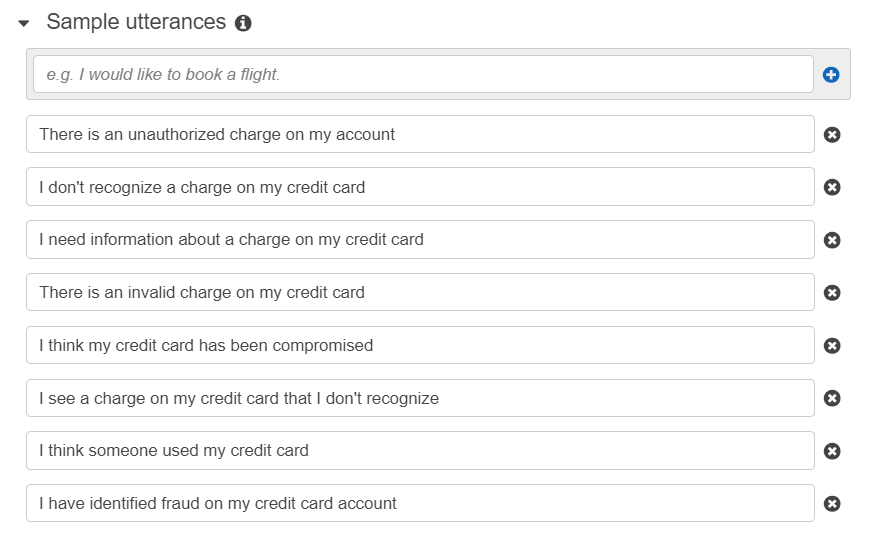 Sample utterances
e.g. I would like to book a flight.
There is an unauthorized charge on my account
I don't recognize a charge on my credit card
I need information about a charge on my credit card
There is an invalid charge on my credit card
I think my credit card has been compromised
I see a charge on my credit card that I don't recognize
I think someone used my credit card
I have identified fraud on my credit card account